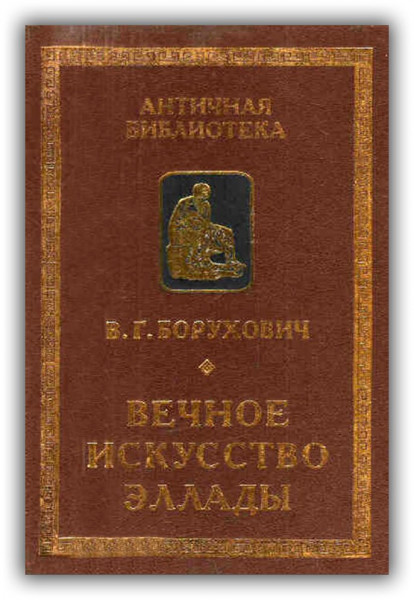 АНТИЧНАЯ
БИБЛИОТЕКА
В. Г. БОРУХОВИЧ
ВЕЧНОЕ
ИСКУССТВО
ЭЛЛАДЫ